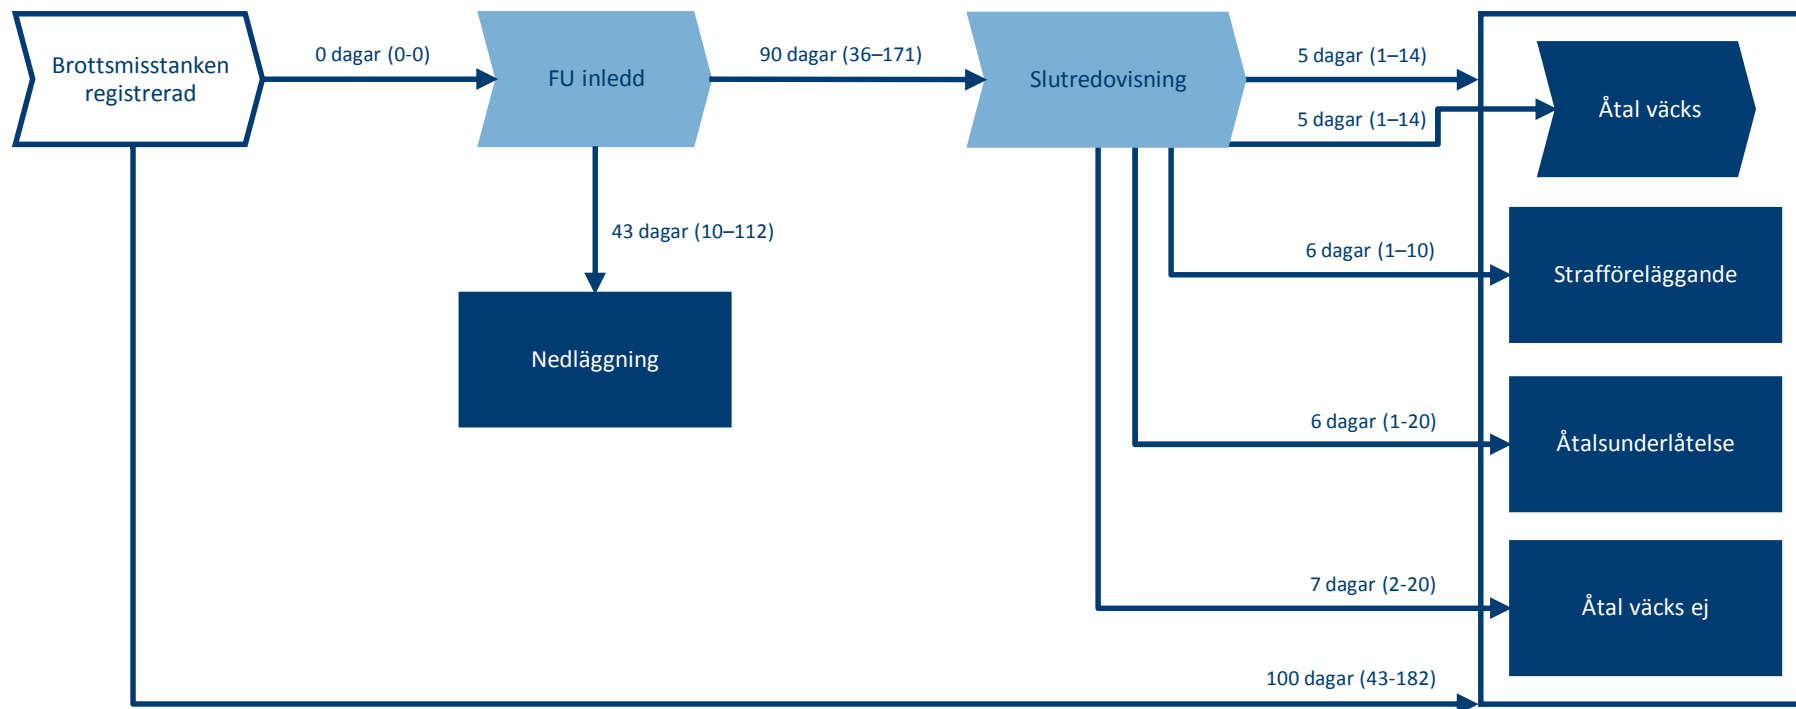 Brottsmisstanken
registrerad
0 dagar (0-0)
FU inledd
90 dagar (36–171)
Slutredovisning
5 dagar (1–14)
5 dagar (1–14)
Åtal väcks
43 dagar (10–112)
Nedläggning
6 dagar (1–10)
Strafföreläggande
6 dagar (1-20)
Åtalsunderlåtelse
7 dagar (2-20)
Åtal väcks ej
100 dagar (43-182)